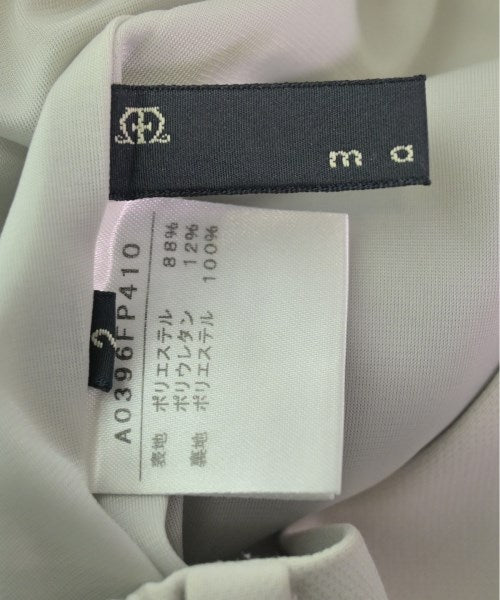 m a
2
A0396FP410
表地 ポリエステル 88%
ポリウレタン 12%
裏地 ポリエステル 100%